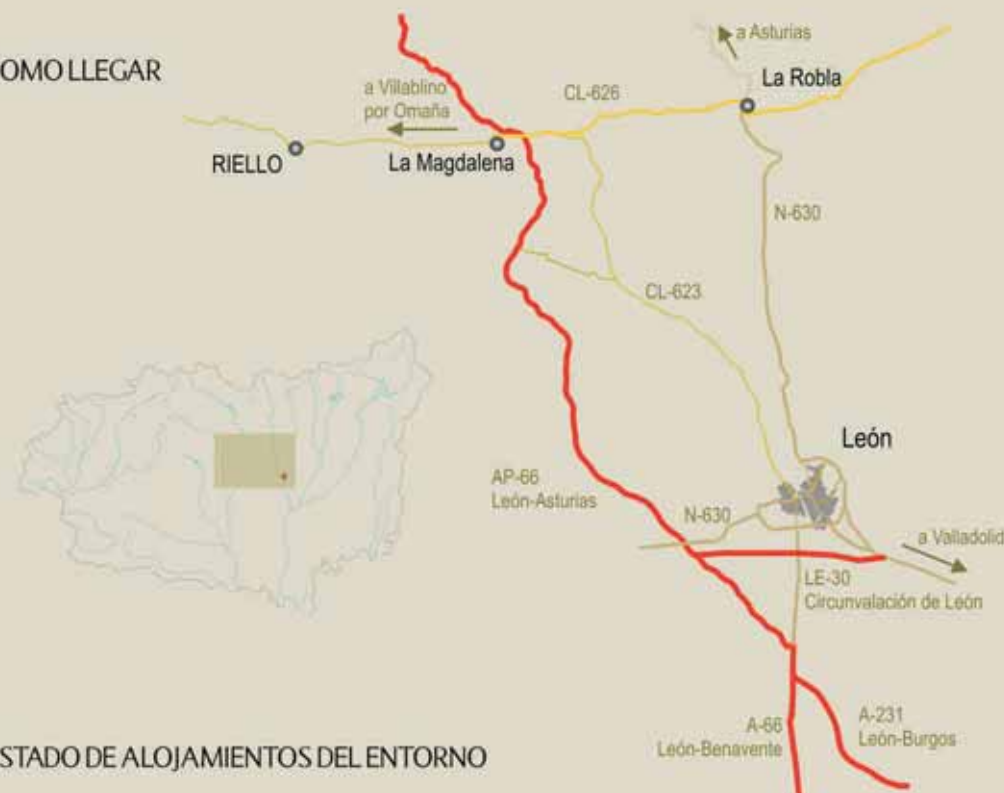 OMO LLEGAR
a Asturias
La Robla
a Villablino
por Omaña
CL-626
RIELLO
La Magdalena
N-630
CL-623
León
AP-66
León-Asturias
N-630
a Valladolid
LE-30
Circunvalación de León
A-66
León-Benavente
A-231
León-Burgos
STADO DE ALOJAMIENTOS DEL ENTORNO